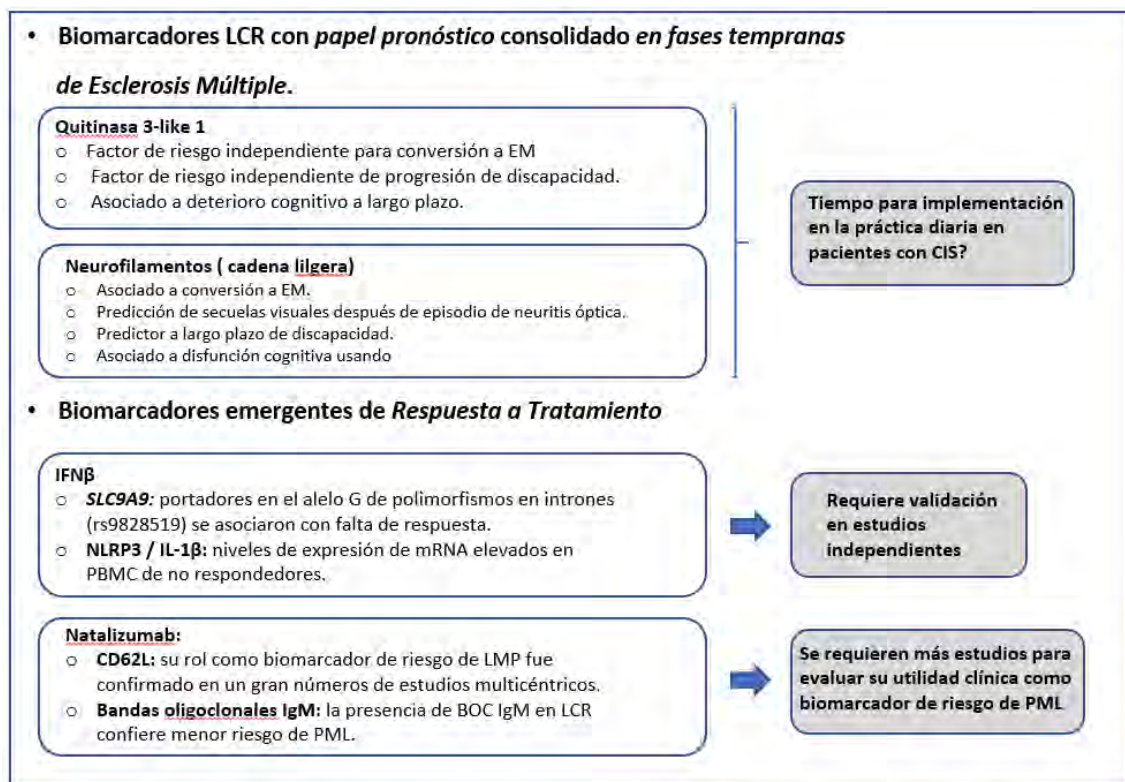 • Biomarcadores LCR con papel pronóstico consolidado en fases tempranas
de Esclerosis Múltiple.
Quitinasa 3-like 1
o Factor de riesgo independiente para conversión a EM
o Factor de riesgo independiente de progresión de discapacidad.
o Asociado a deterioro cognitivo a largo plazo.
Neurofilamentos ( cadena lilgera)
o Asociado a conversión a EM.
o Predicción de secuelas visuales después de episodio de neuritis óptica.
o Predictor a largo plazo de discapacidad.
o Asociado a disfunción cognitiva usando
Tiempo para implementación
en la práctica diaria en
pacientes con CIS?
• Biomarcadores emergentes de Respuesta a Tratamiento
IFNβ
o SLC9A9: portadores en el alelo G de polimorfismos en intrones
(rs9828519) se asociaron con falta de respuesta.
o NLRP3 / IL-1β: niveles de expresión de mRNA elevados en
PBMC de no respondedores.
Requiere validación
en estudios
independientes
Natalizumab:
o CD62L: su rol como biomarcador de riesgo de LMP fue
confirmado en un gran números de estudios multicéntricos.
o Bandas oligoclonales IgM: la presencia de BOC IgM en LCR
confiere menor riesgo de PML.
Se requieren más estudios para
evaluar su utilidad clínica como
biomarcador de riesgo de PML